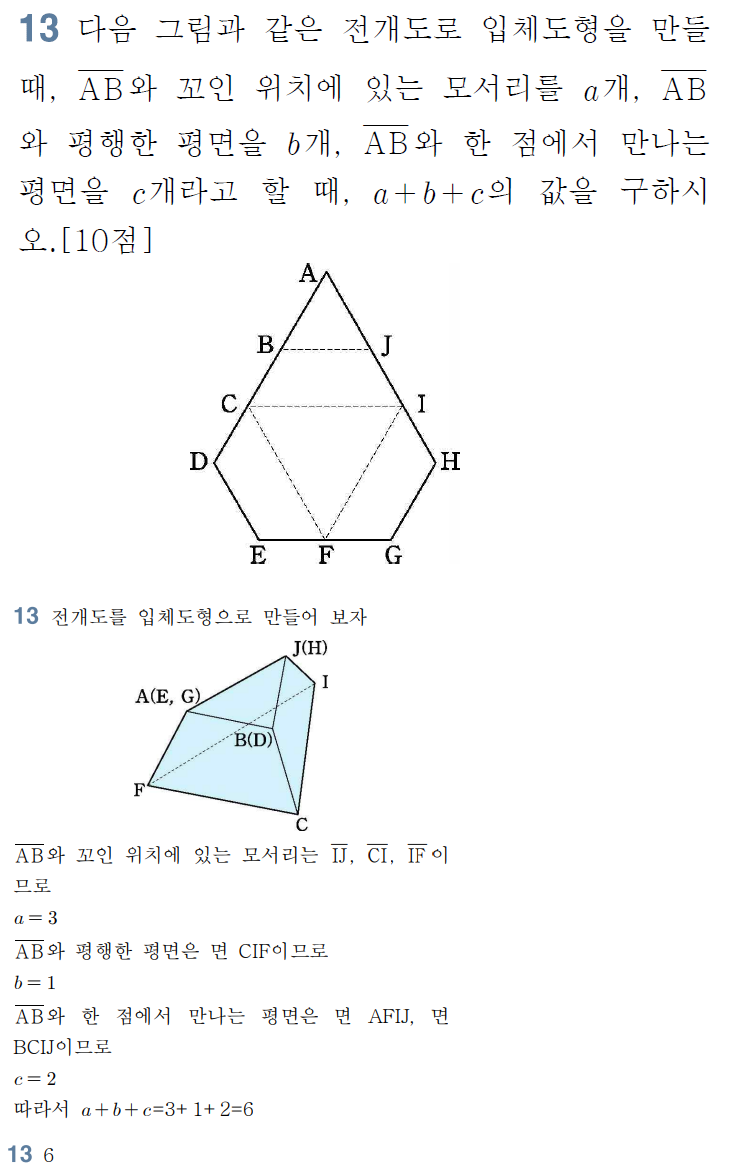 13 다음 그림과 같은 전개도로 입체도형을 만들
때, AB와 꼬인 위치에 있는 모서리를 a개, AB
와 평행한 평면을 b개, AB와 한 점에서 만나는
평면을 c개라고 할 때, a+b+c의 값을 구하시
오.[10점]
A
B
J
C
I
D
H
E
F
G
13 전개도를 입체도형으로 만들어 보자
J(H)
I
A(E, G)
B(D)
F
C
AB와 꼬인 위치에 있는 모서리는 IJ, CI, IF이
므로
a=3
AB와 평행한 평면은 면 CIF이므로
b=1
AB와 한 점에서 만나는 평면은 면 AFIJ, 면
BCIJ이므로
c=2
따라서 a+b+c=3+1+2=6
13 6